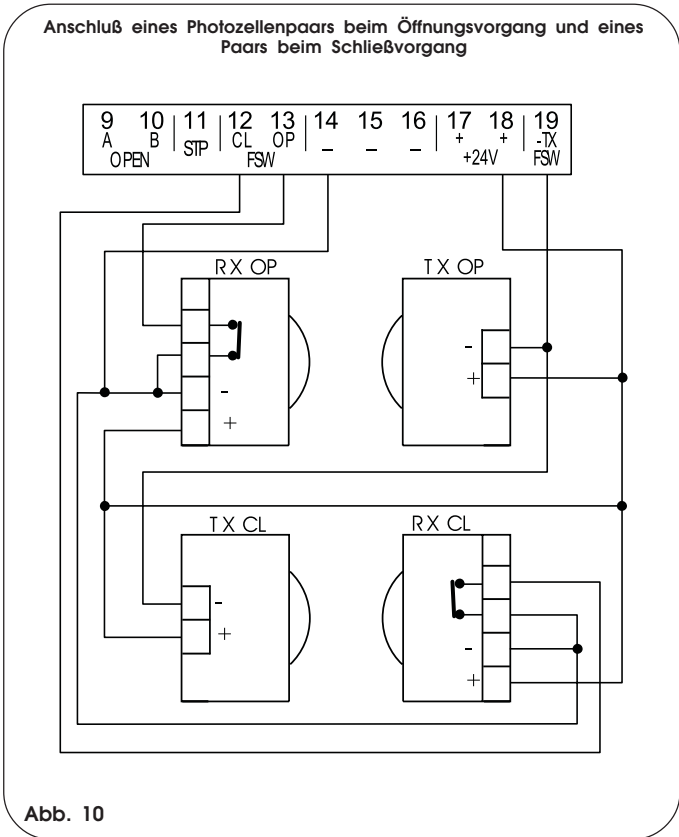 Anschluß eines Photozellenpaars beim Öffnungsvorgang und eines
Paars beim Schließvorgang
9 10 11 12 13 14 15 16 17 18 19
A B STP CL OP _ _ _ + + -TX
OPEN FSW +24V FSW
RX OP TX OP
-
+
-
+
TX CL RX CL
-
+
-
+
Abb. 10